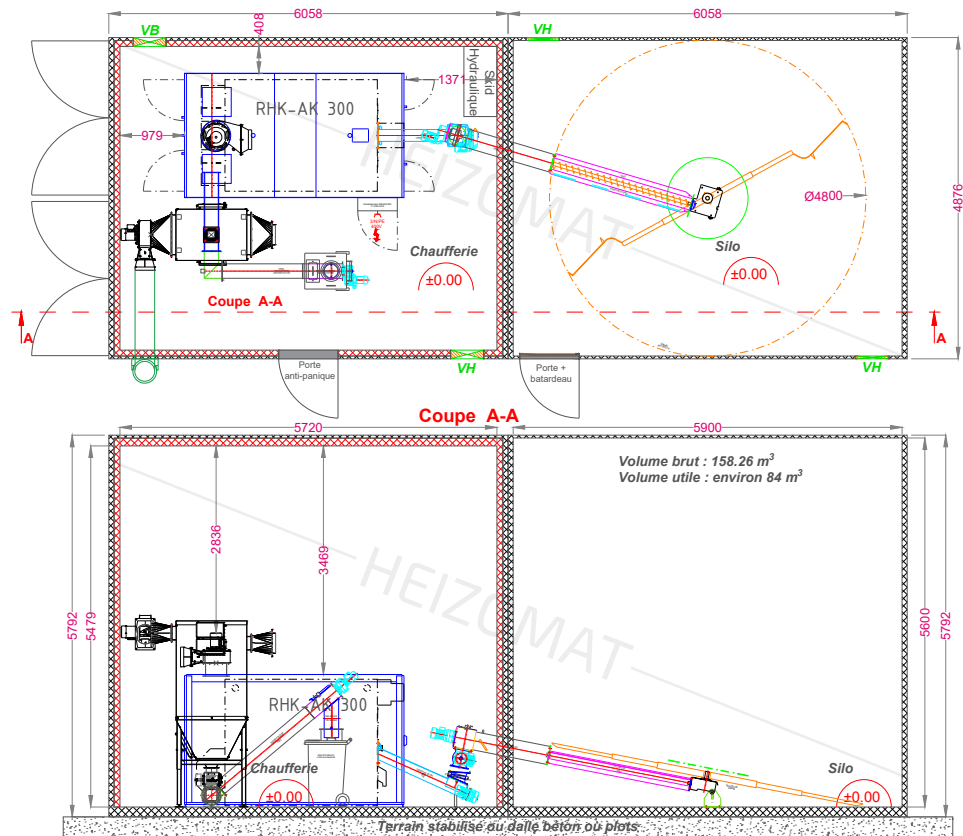 6058
6058
VB
408
VH
1371
Skid
Hydraulique
RHK-AK 300
979
HEIZOMAT
Ø4800
4876
Chaufferie
±0.00
Silo
±0.00
Coupe A-A
A
A
Porte
anti-panique
VH
Porte +
batardeau
VH
Coupe A-A
5720
5900
Volume brut : 158.26 m³
Volume utile : environ 84 m³
2836
3469
HEIZOMAT
5792
5479
5600
5792
RHK-AK 300
Chaufferie
±0.00
Silo
±0.00
Terrain stabilisé ou dalle béton ou plots